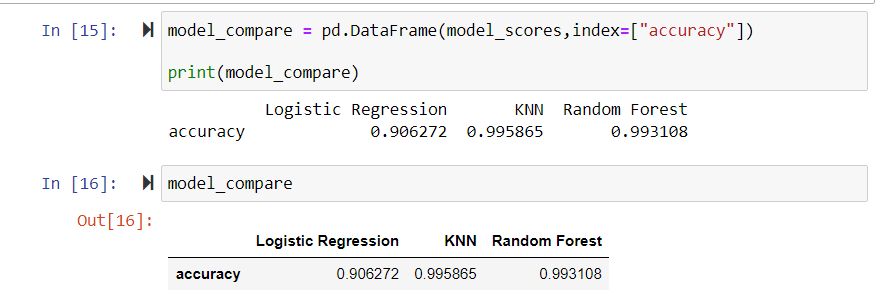 In [15]: model_compare = pd.DataFrame(model_scores,index=["accuracy"])
print(model_compare)
Logistic Regression KNN Random Forest
accuracy 0.906272 0.995865 0.993108
In [16]: model_compare
Out[16]:
Logistic Regression KNN Random Forest
accuracy 0.906272 0.995865 0.993108